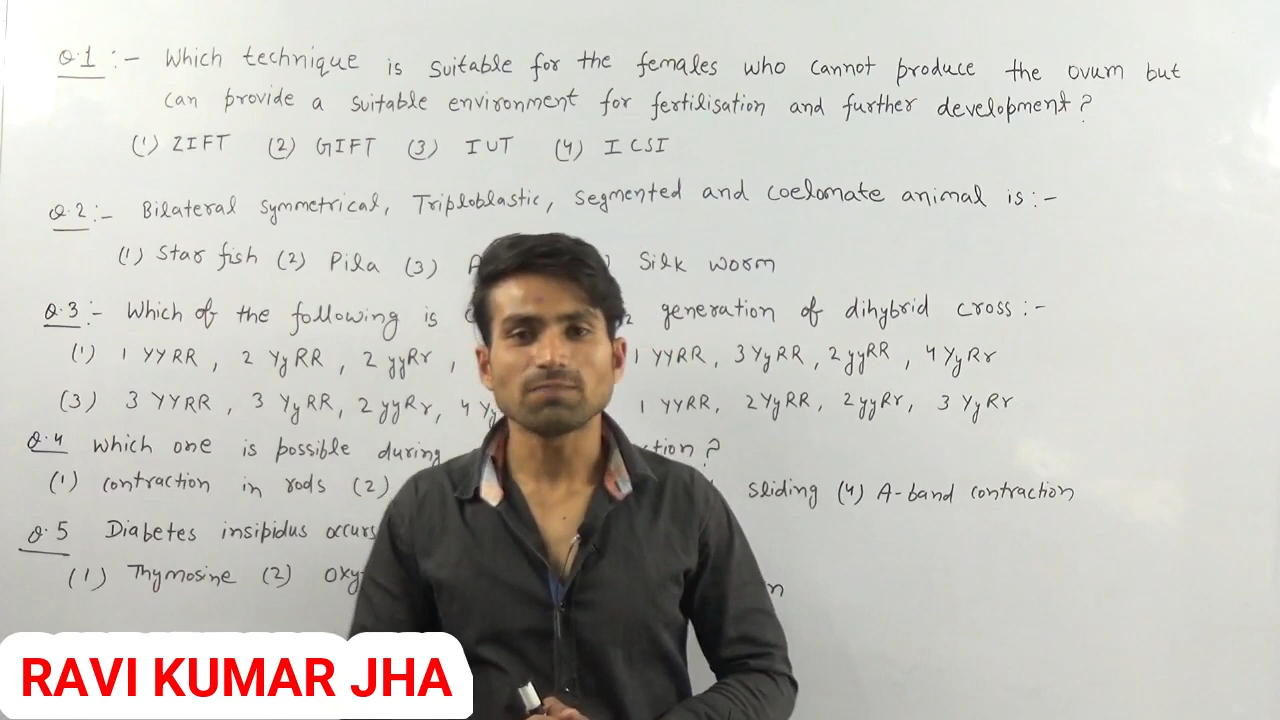 Q.1 :- Which technique is suitable for the females who cannot produce the ovum but
can provide a suitable environment for fertilisation and further development?
(1) ZIFT (2) GIFT (3) IUT (4) ICSI
Q.2 :- Bilateral symmetrical, Triploblastic, segmented and coelomate animal is :-
(1) Star fish (2) Pila (3) Silk worm
Q.3 :- Which of the following is generation of dihybrid cross :-
(1) 1 YYRR , 2 YyRR , 2 yyRr , 1 YYRR, 3 YyRR, 2 yyRR , 4 YyRr
(3) 3 YYRR , 3 YyRR, 2 yyRr, 1 YYRR, 2 YyRR, 2 yyRr, 3 YyRr
Q.4 Which one is possible during
(1) contraction in rods (2) sliding (4) A-band contraction
Q.5 Diabetes insipidus occurs
(1) Thymosine (2)
RAVI KUMAR JHA